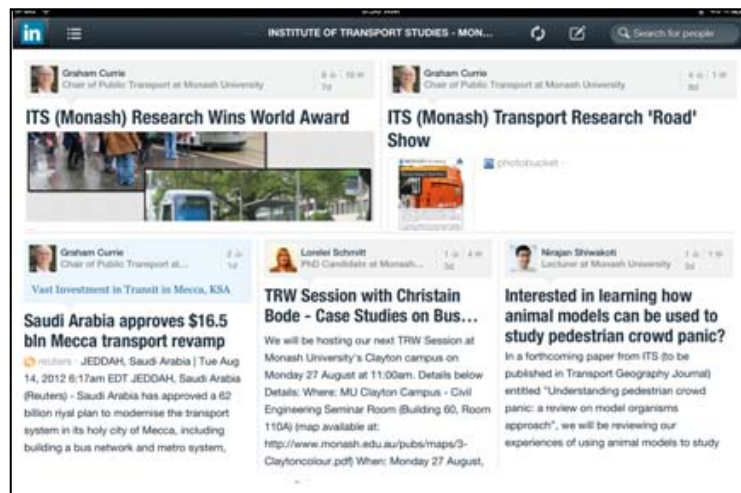 in
INSTITUTE OF TRANSPORT STUDIES - MON...
Search for people
Graham Currie
Chair of Public Transport at Monash University
7d
ITS (Monash) Research Wins World Award
Graham Currie
Chair of Public Transport at Monash University
ITS (Monash) Transport Research 'Road'
Show
photobucket
Graham Currie
Chair of Public Transport at...
Vast Investment in Transit in Mecca, KSA
Saudi Arabia approves $16.5
bln Mecca transport revamp
reuters - JEDDAH, Saudi Arabia | Tue Aug
14, 2012 6:17am EDT JEDDAH, Saudi Arabia
(Reuters) - Saudi Arabia has approved a 62
billion riyal plan to modernise the transport
system in its holy city of Mecca, including
building a bus network and metro system,
Lorelei Schmitt
PhD Candidate at Monash...
TRW Session with Christain
Bode - Case Studies on Bus...
We will be hosting our next TRW Session at
Monash University's Clayton campus on
Monday 27 August at 11:00am. Details below
Details: Where: MU Clayton Campus - Civil
Engineering Seminar Room (Building 60, Room
110A) (map available at:
http://www.monash.edu.au/pubs/maps/3-
Claytoncolour.pdf) When: Monday 27 August,
Nirajan Shiwakoti
Lecturer at Monash University
Interested in learning how
animal models can be used to
study pedestrian crowd panic?
In a forthcoming paper from ITS (to be
published in Transport Geography Journal)
entitled "Understanding pedestrian crowd
panic: a review on model organisms
approach", we will be reviewing our
experiences of using animal models to study